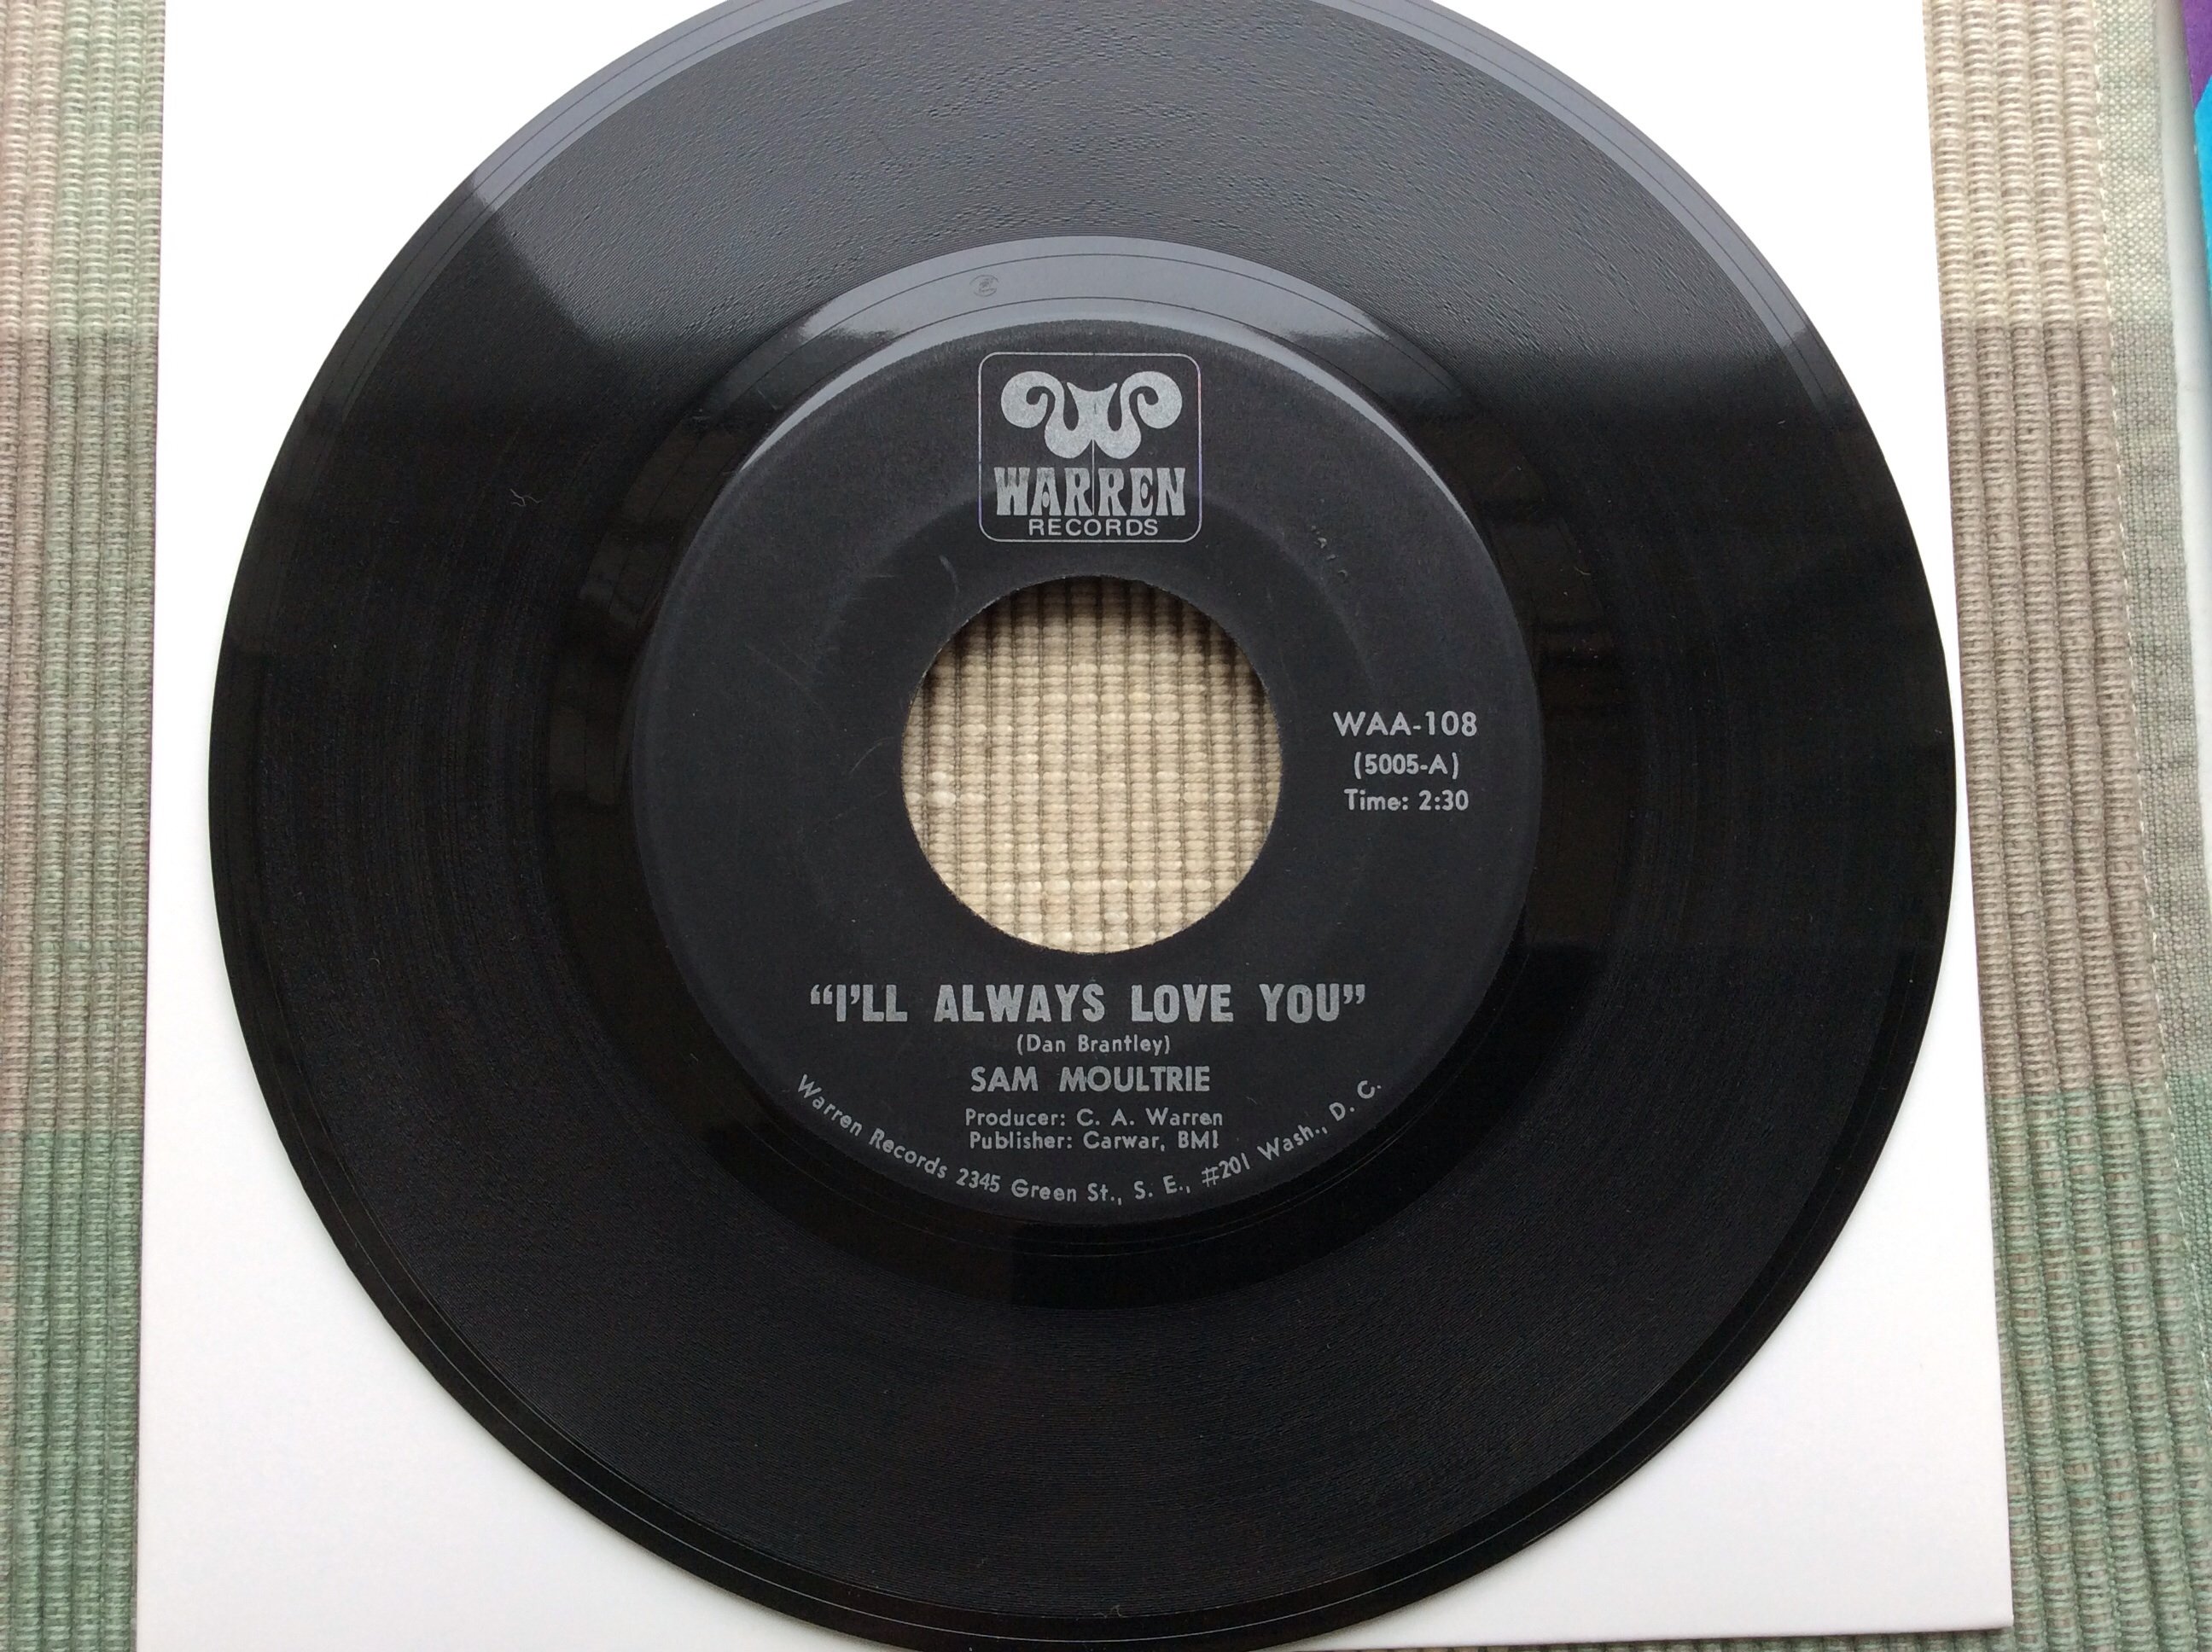 WARREN
RECORDS
WAA-108
(5005-A)
Time: 2:30
“I’LL ALWAYS LOVE YOU”
(Dan Brantley)
SAM MOULTRIE
Producer: C. A. Warren
Publisher: Carwar, BMI
Warren Records 2345 Green St., S. E., #201 Wash., D. C.